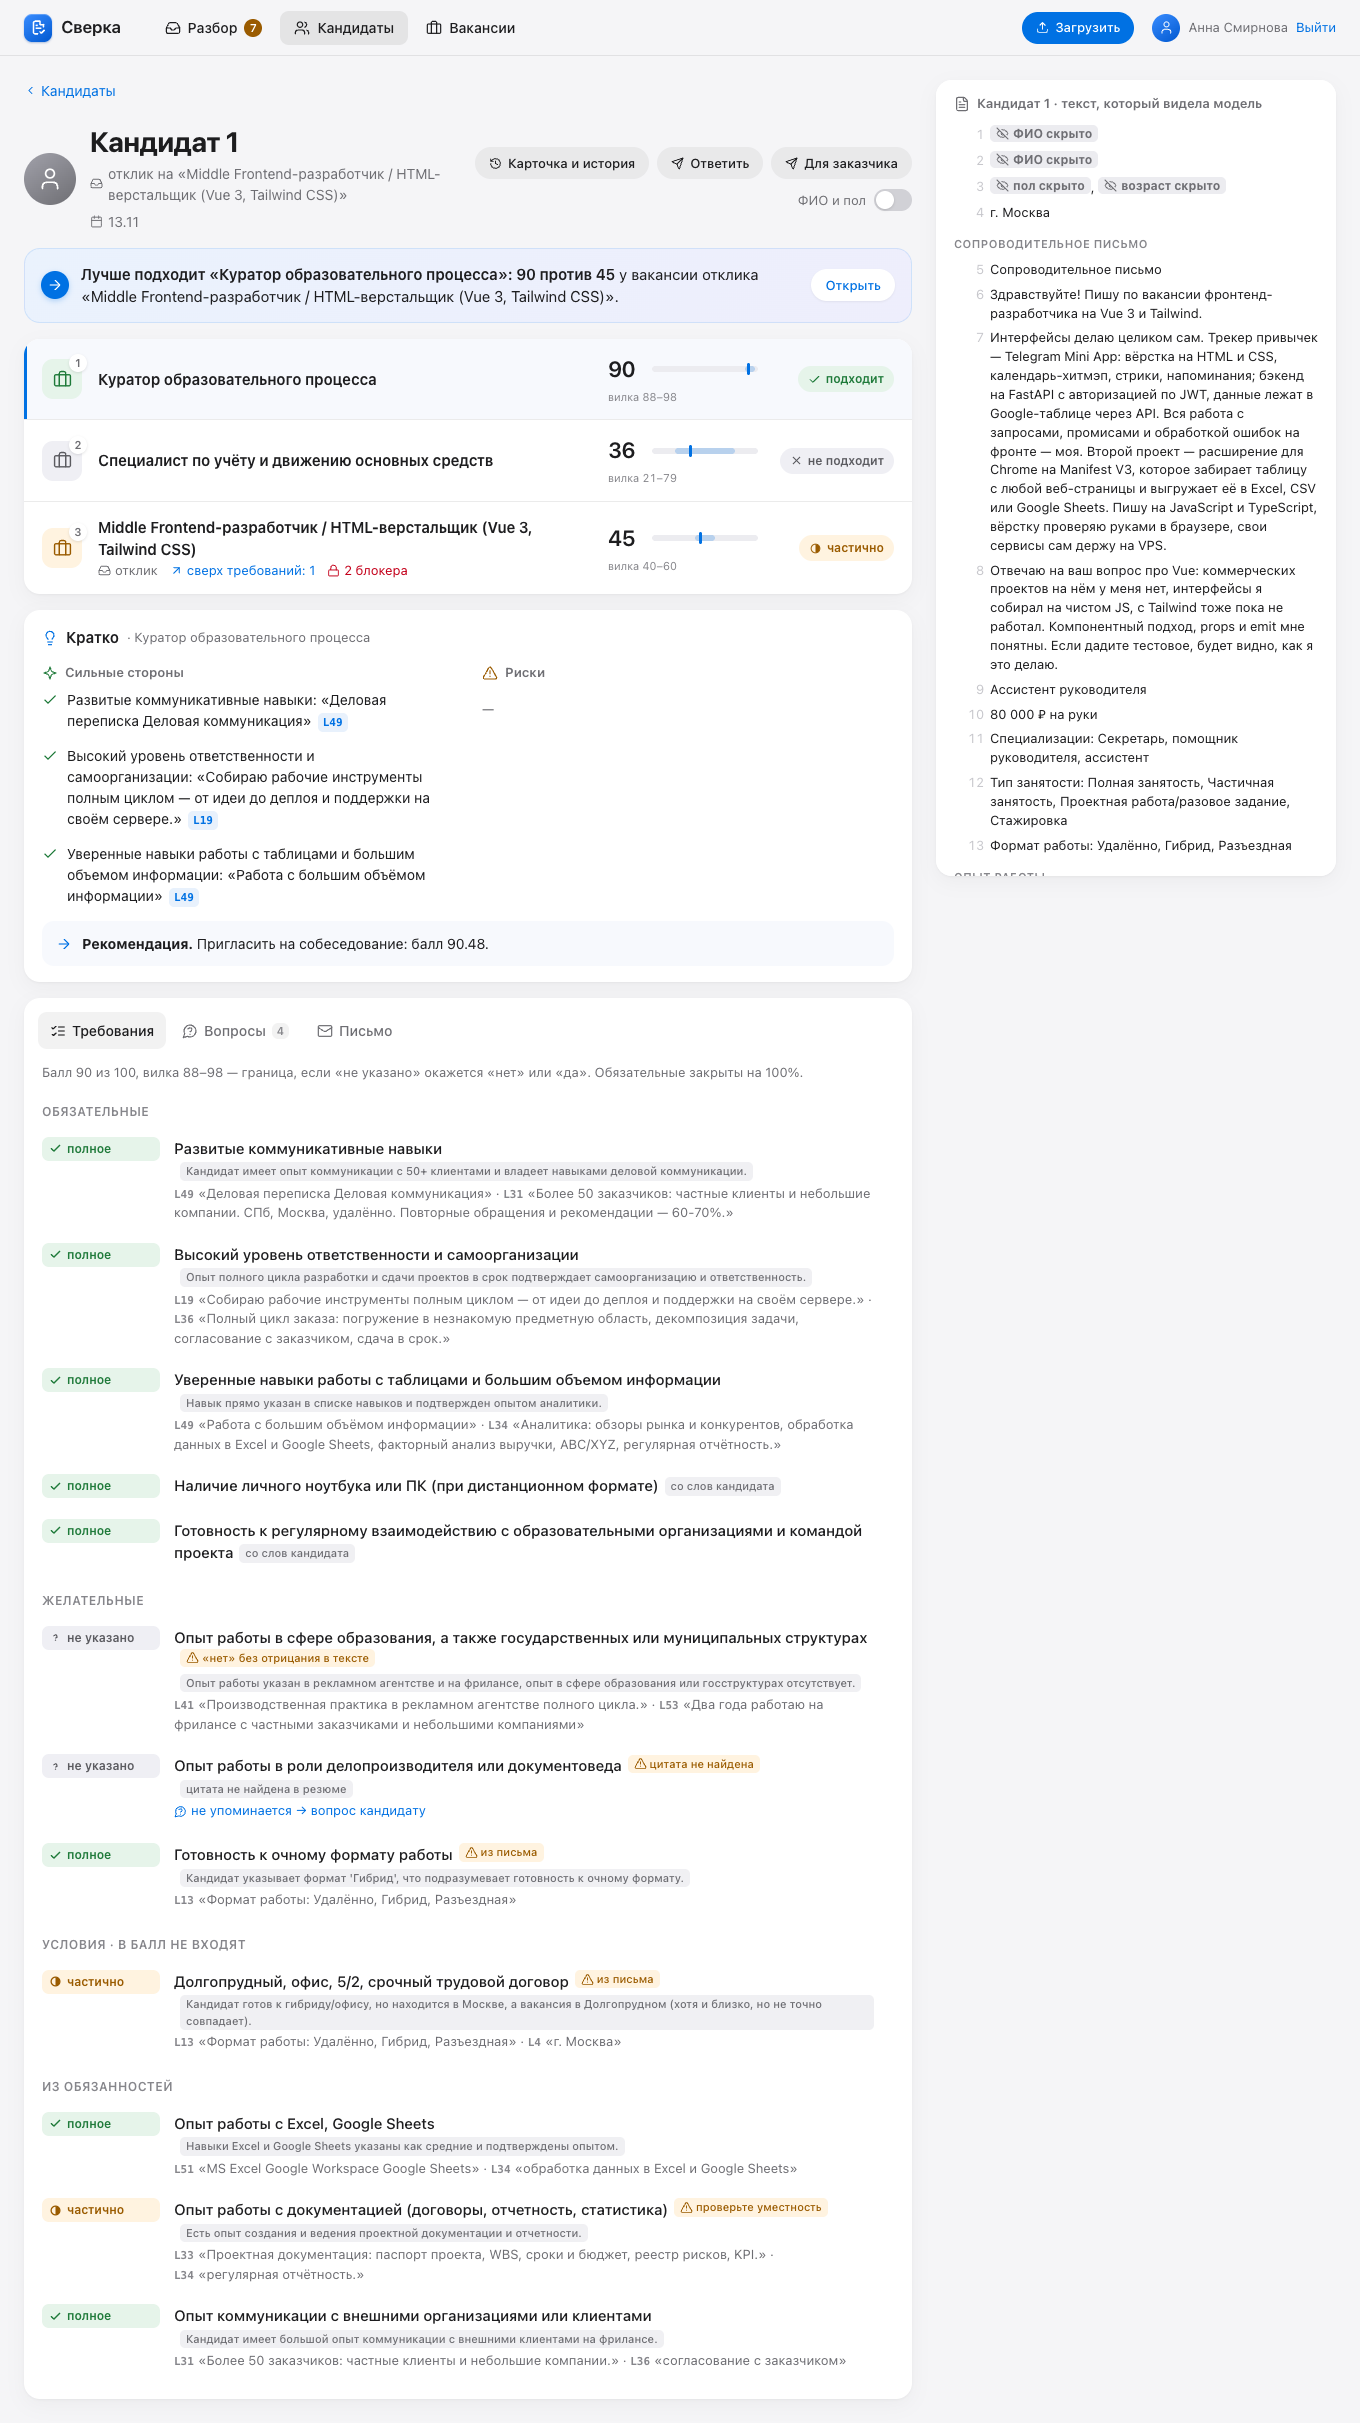 Сверка
Разбор 7
Кандидаты
Вакансии
Загрузить
Анна Смирнова Выйти
Кандидаты
Кандидат 1
отклик на «Middle Frontend-разработчик / HTML-
верстальщик (Vue 3, Tailwind CSS)»
13.11
Карточка и история
Ответить
Для заказчика
ФИО и пол
Лучше подходит «Куратор образовательного процесса»: 90 против 45 у вакансии отклика
«Middle Frontend-разработчик / HTML-верстальщик (Vue 3, Tailwind CSS)».
Открыть
1
Куратор образовательного процесса
90
вилка 88–98
подходит
2
Специалист по учёту и движению основных средств
36
вилка 21–79
не подходит
3
Middle Frontend-разработчик / HTML-верстальщик (Vue 3,
Tailwind CSS)
отклик сверх требований: 1 2 блокера
45
вилка 40–60
частично
Кратко · Куратор образовательного процесса
Сильные стороны
Развитые коммуникативные навыки: «Деловая
переписка Деловая коммуникация» L49
Высокий уровень ответственности и
самоорганизации: «Собираю рабочие инструменты
полным циклом — от идеи до деплоя и поддержки на
своём сервере.» L19
Уверенные навыки работы с таблицами и большим
объемом информации: «Работа с большим объёмом
информации» L49
Риски
—
Рекомендация. Пригласить на собеседование: балл 90.48.
Требования
Вопросы 4
Письмо
Балл 90 из 100, вилка 88–98 — граница, если «не указано» окажется «нет» или «да». Обязательные закрыты на 100%.
ОБЯЗАТЕЛЬНЫЕ
полное
Развитые коммуникативные навыки
Кандидат имеет опыт коммуникации с 50+ клиентами и владеет навыками деловой коммуникации.
L49 «Деловая переписка Деловая коммуникация» · L31 «Более 50 заказчиков: частные клиенты и небольшие
компании. СПб, Москва, удалённо. Повторные обращения и рекомендации — 60-70%.»
полное
Высокий уровень ответственности и самоорганизации
Опыт полного цикла разработки и сдачи проектов в срок подтверждает самоорганизацию и ответственность.
L19 «Собираю рабочие инструменты полным циклом — от идеи до деплоя и поддержки на своём сервере.» ·
L36 «Полный цикл заказа: погружение в незнакомую предметную область, декомпозиция задачи,
согласование с заказчиком, сдача в срок.»
полное
Уверенные навыки работы с таблицами и большим объемом информации
Навык прямо указан в списке навыков и подтвержден опытом аналитики.
L49 «Работа с большим объёмом информации» · L34 «Аналитика: обзоры рынка и конкурентов, обработка
данных в Excel и Google Sheets, факторный анализ выручки, ABC/XYZ, регулярная отчётность.»
полное
Наличие личного ноутбука или ПК (при дистанционном формате) со слов кандидата
полное
Готовность к регулярному взаимодействию с образовательными организациями и командой
проекта со слов кандидата
ЖЕЛАТЕЛЬНЫЕ
? не указано
Опыт работы в сфере образования, а также государственных или муниципальных структурах
«нет» без отрицания в тексте
Опыт работы указан в рекламном агентстве и на фрилансе, опыт в сфере образования или госструктурах отсутствует.
L41 «Производственная практика в рекламном агентстве полного цикла.» · L53 «Два года работаю на
фрилансе с частными заказчиками и небольшими компаниями»
? не указано
Опыт работы в роли делопроизводителя или документоведа цитата не найдена
цитата не найдена в резюме
не упоминается → вопрос кандидату
полное
Готовность к очному формату работы из письма
Кандидат указывает формат 'Гибрид', что подразумевает готовность к очному формату.
L13 «Формат работы: Удалённо, Гибрид, Разъездная»
УСЛОВИЯ · В БАЛЛ НЕ ВХОДЯТ
частично
Долгопрудный, офис, 5/2, срочный трудовой договор из письма
Кандидат готов к гибриду/офису, но находится в Москве, а вакансия в Долгопрудном (хотя и близко, но не точно
совпадает).
L13 «Формат работы: Удалённо, Гибрид, Разъездная» · L4 «г. Москва»
ИЗ ОБЯЗАННОСТЕЙ
полное
Опыт работы с Excel, Google Sheets
Навыки Excel и Google Sheets указаны как средние и подтверждены опытом.
L51 «MS Excel Google Workspace Google Sheets» · L34 «обработка данных в Excel и Google Sheets»
частично
Опыт работы с документацией (договоры, отчетность, статистика) проверьте уместность
Есть опыт создания и ведения проектной документации и отчетности.
L33 «Проектная документация: паспорт проекта, WBS, сроки и бюджет, реестр рисков, KPI.» ·
L34 «регулярная отчётность.»
полное
Опыт коммуникации с внешними организациями или клиентами
Кандидат имеет большой опыт коммуникации с внешними клиентами на фрилансе.
L31 «Более 50 заказчиков: частные клиенты и небольшие компании.» · L36 «согласование с заказчиком»
Кандидат 1 · текст, который видела модель
1 ФИО скрыто
2 ФИО скрыто
3 пол скрыто , возраст скрыто
4 г. Москва
СОПРОВОДИТЕЛЬНОЕ ПИСЬМО
5 Сопроводительное письмо
6 Здравствуйте! Пишу по вакансии фронтенд-
разработчика на Vue 3 и Tailwind.
7 Интерфейсы делаю целиком сам. Трекер привычек
— Telegram Mini App: вёрстка на HTML и CSS,
календарь-хитмэп, стрики, напоминания; бэкенд
на FastAPI с авторизацией по JWT, данные лежат в
Google-таблице через API. Вся работа с
запросами, промисами и обработкой ошибок на
фронте — моя. Второй проект — расширение для
Chrome на Manifest V3, которое забирает таблицу
с любой веб-страницы и выгружает её в Excel, CSV
или Google Sheets. Пишу на JavaScript и TypeScript,
вёрстку проверяю руками в браузере, свои
сервисы сам держу на VPS.
8 Отвечаю на ваш вопрос про Vue: коммерческих
проектов на нём у меня нет, интерфейсы я
собирал на чистом JS, с Tailwind тоже пока не
работал. Компонентный подход, props и emit мне
понятны. Если дадите тестовое, будет видно, как я
это делаю.
9 Ассистент руководителя
10 80 000 ₽ на руки
11 Специализации: Секретарь, помощник
руководителя, ассистент
12 Тип занятости: Полная занятость, Частичная
занятость, Проектная работа/разовое задание,
Стажировка
13 Формат работы: Удалённо, Гибрид, Разъездная
ОПЫТ РАБОТЫ